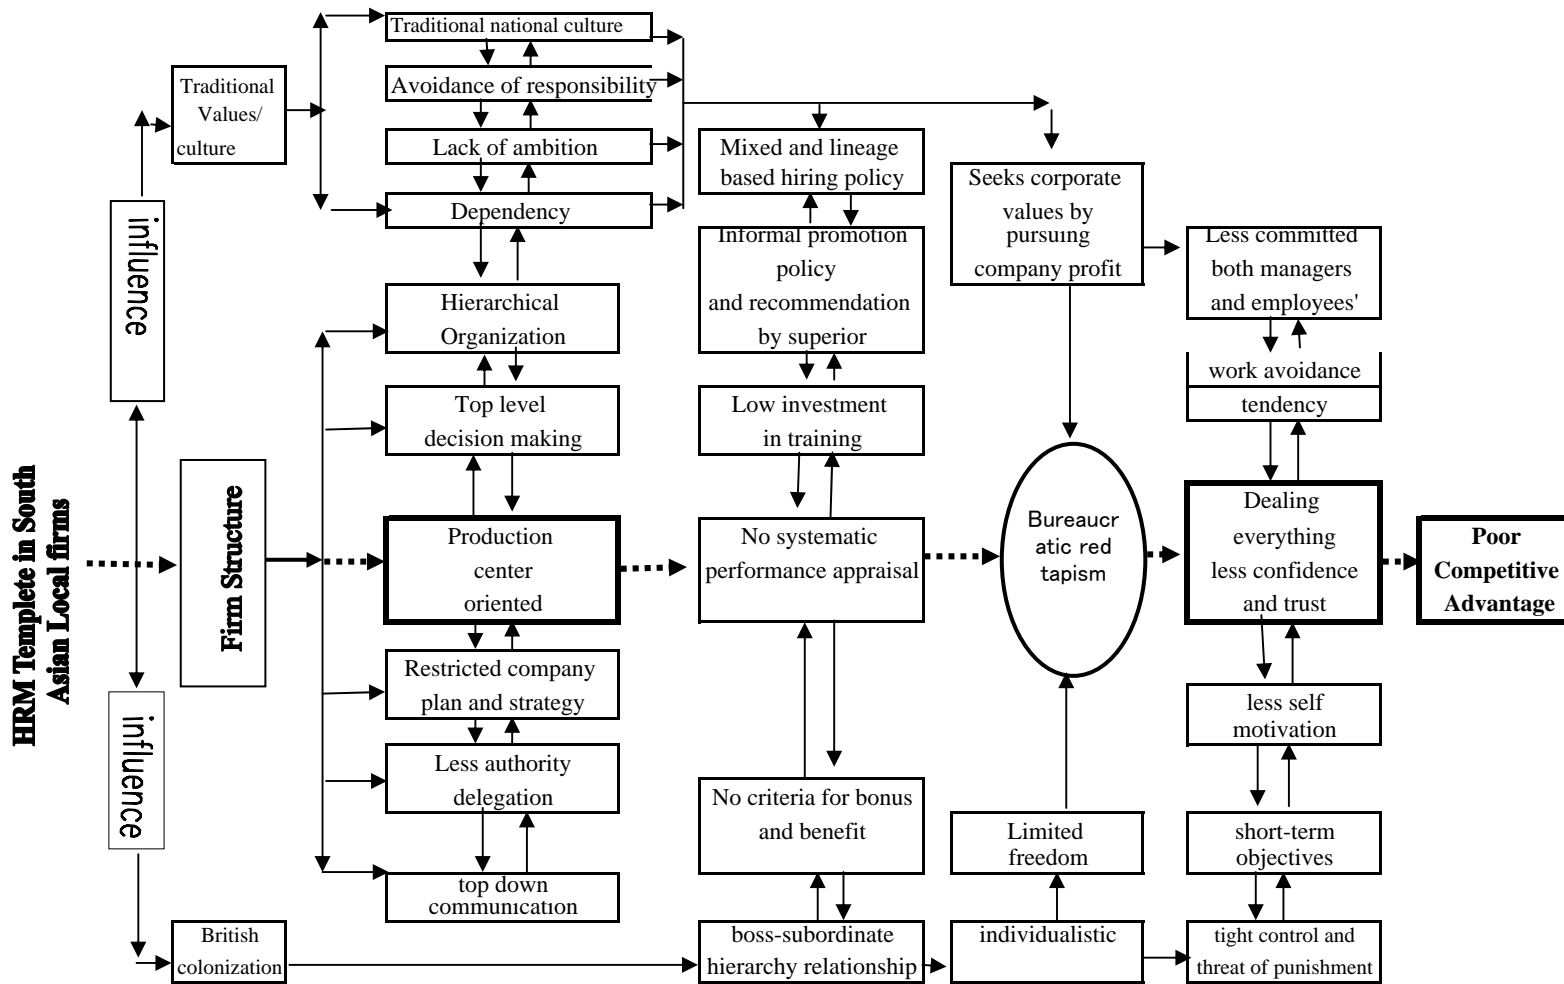 HRM Templete in South
Asian Local firms
influence
influence
Traditional
Values/
culture
Firm Structure
British
colonization
Traditional national culture
Avoidance of responsibility
Lack of ambition
Dependency
Hierarchical
Organization
Top level
decision making
Production
center
oriented
Restricted company
plan and strategy
Less authority
delegation
top down
communication
Mixed and lineage
based hiring policy
Informal promotion
policy
and recommendation
by superior
Low investment
in training
No systematic
performance appraisal
No criteria for bonus
and benefit
boss-subordinate
hierarchy relationship
Seeks corporate
values by
pursuing
company profit
Bureaucr
atic red
tapism
Limited
freedom
individualistic
Less committed
both managers
and employees'
work avoidance
tendency
Dealing
everything
less confidence
and trust
less self
motivation
short-term
objectives
tight control and
threat of punishment
Poor
Competitive
Advantage